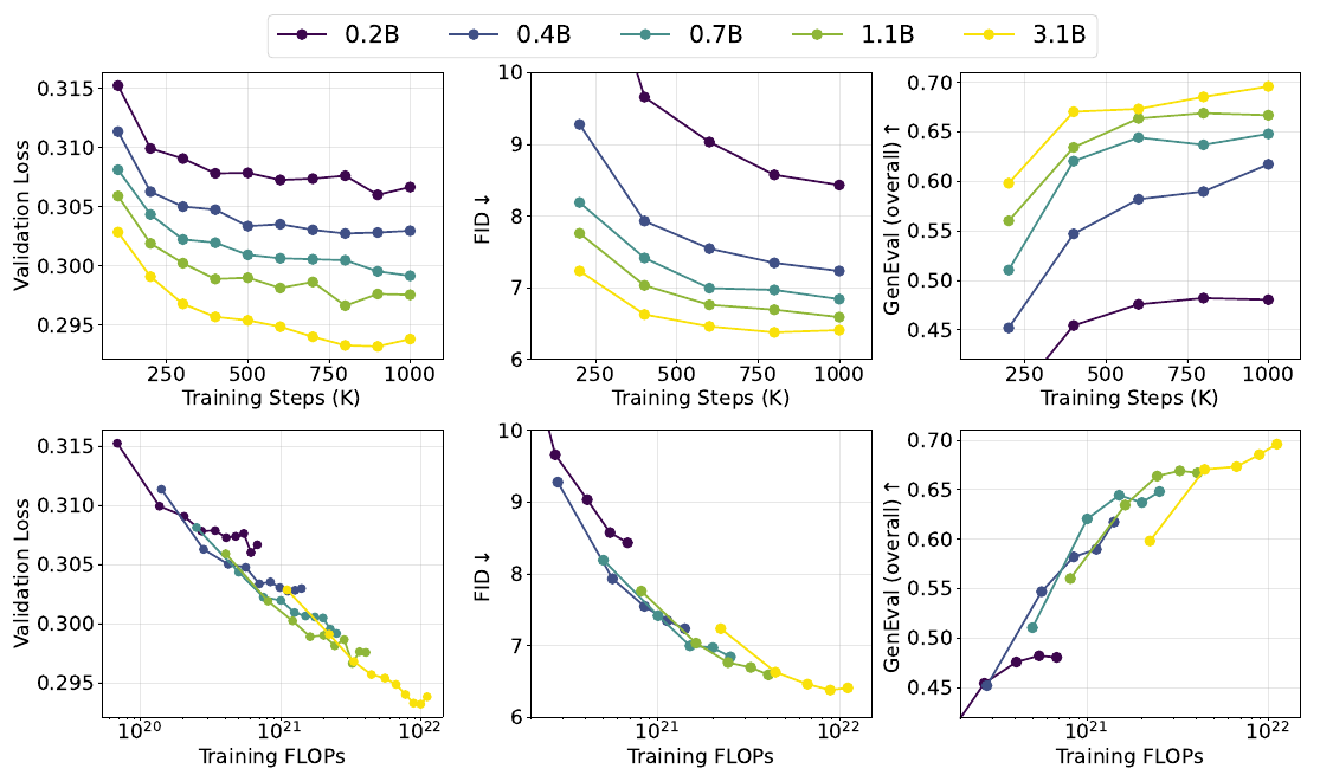 0.2B 0.4B 0.7B 1.1B 3.1B
Validation Loss
0.315
0.310
0.305
0.300
0.295
250 500 750 1000
Training Steps (K)
FID ↓
10
9
8
7
6
250 500 750 1000
Training Steps (K)
GenEval (overall) ↑
0.70
0.65
0.60
0.55
0.50
0.45
250 500 750 1000
Training Steps (K)
Validation Loss
0.315
0.310
0.305
0.300
0.295
10²⁰ 10²¹ 10²²
Training FLOPs
FID ↓
10
9
8
7
6
10²¹ 10²²
Training FLOPs
GenEval (overall) ↑
0.70
0.65
0.60
0.55
0.50
0.45
10²¹ 10²²
Training FLOPs